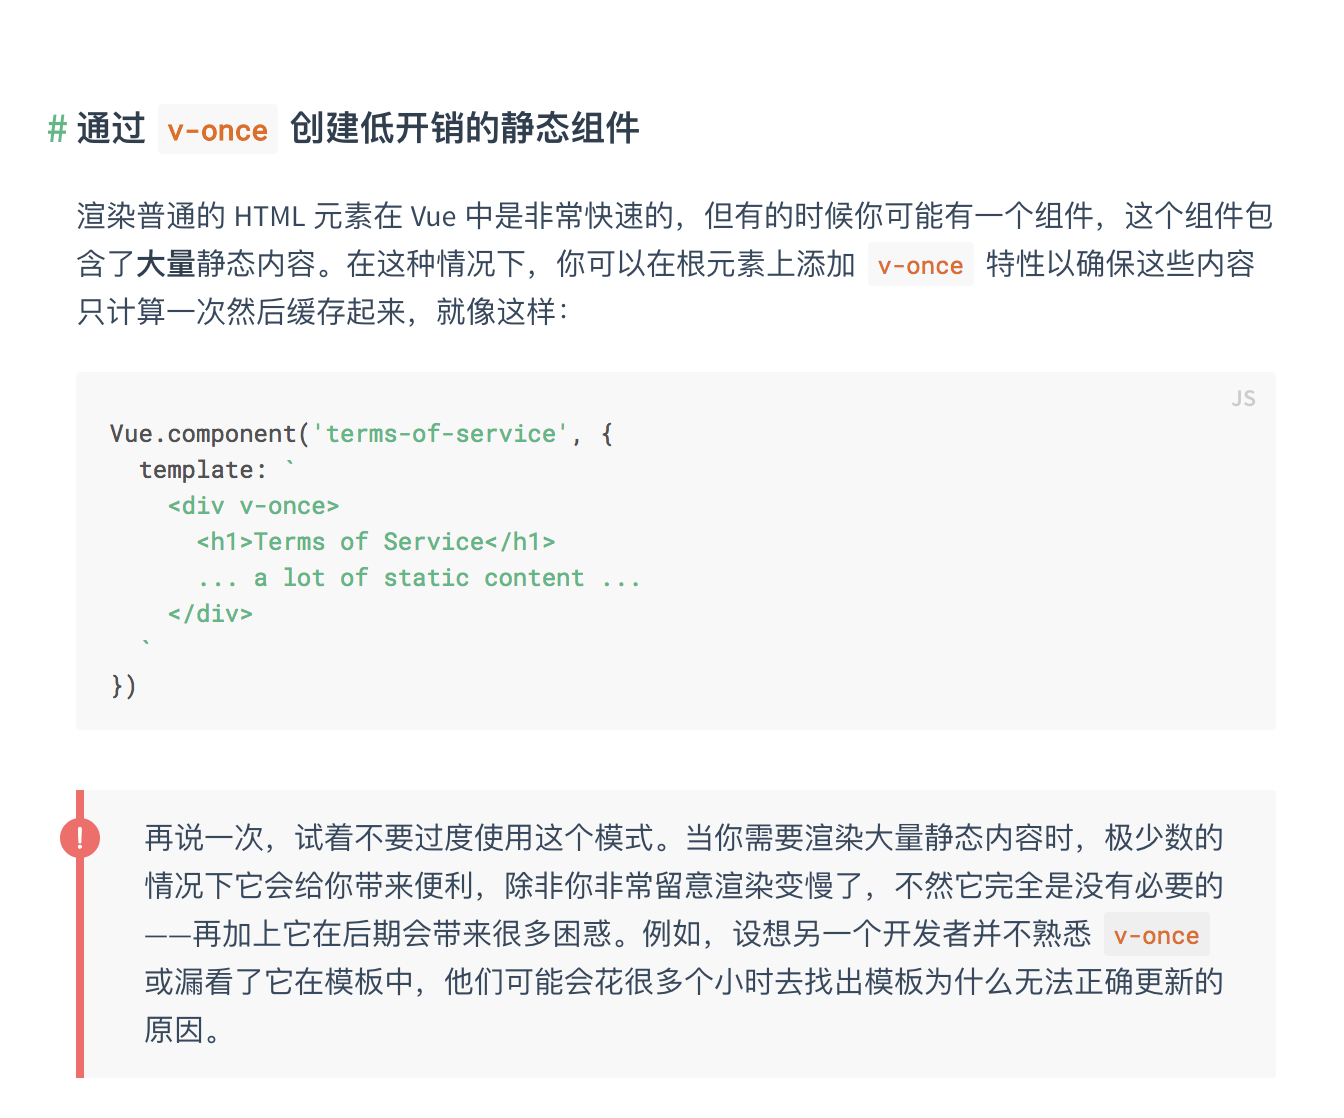 # 通过 v-once 创建低开销的静态组件
渲染普通的 HTML 元素在 Vue 中是非常快速的，但有的时候你可能有一个组件，这个组件包
含了大量静态内容。在这种情况下，你可以在根元素上添加 v-once 特性以确保这些内容
只计算一次然后缓存起来，就像这样：
JS
Vue.component('terms-of-service', {
  template: `
    <div v-once>
      <h1>Terms of Service</h1>
      ... a lot of static content ...
    </div>
  `
})
!
再说一次，试着不要过度使用这个模式。当你需要渲染大量静态内容时，极少数的
情况下它会给你带来便利，除非你非常留意渲染变慢了，不然它完全是没有必要的
——再加上它在后期会带来很多困惑。例如，设想另一个开发者并不熟悉 v-once
或漏看了它在模板中，他们可能会花很多个小时去找出模板为什么无法正确更新的
原因。